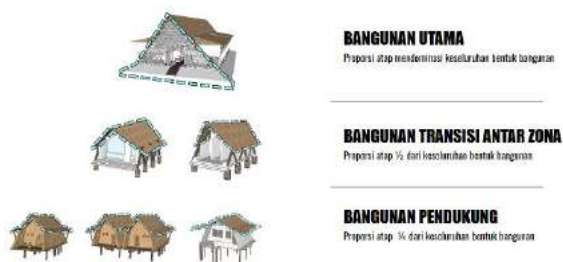 BANGUNAN UTAMA
Proporsi atap mendominasi keseluruhan bentuk bangunan
BANGUNAN TRANSISI ANTAR ZONA
Proporsi atap ½ dari keseluruhan bentuk bangunan
BANGUNAN PENDUKUNG
Proporsi atap ¼ dari keseluruhan bentuk bangunan